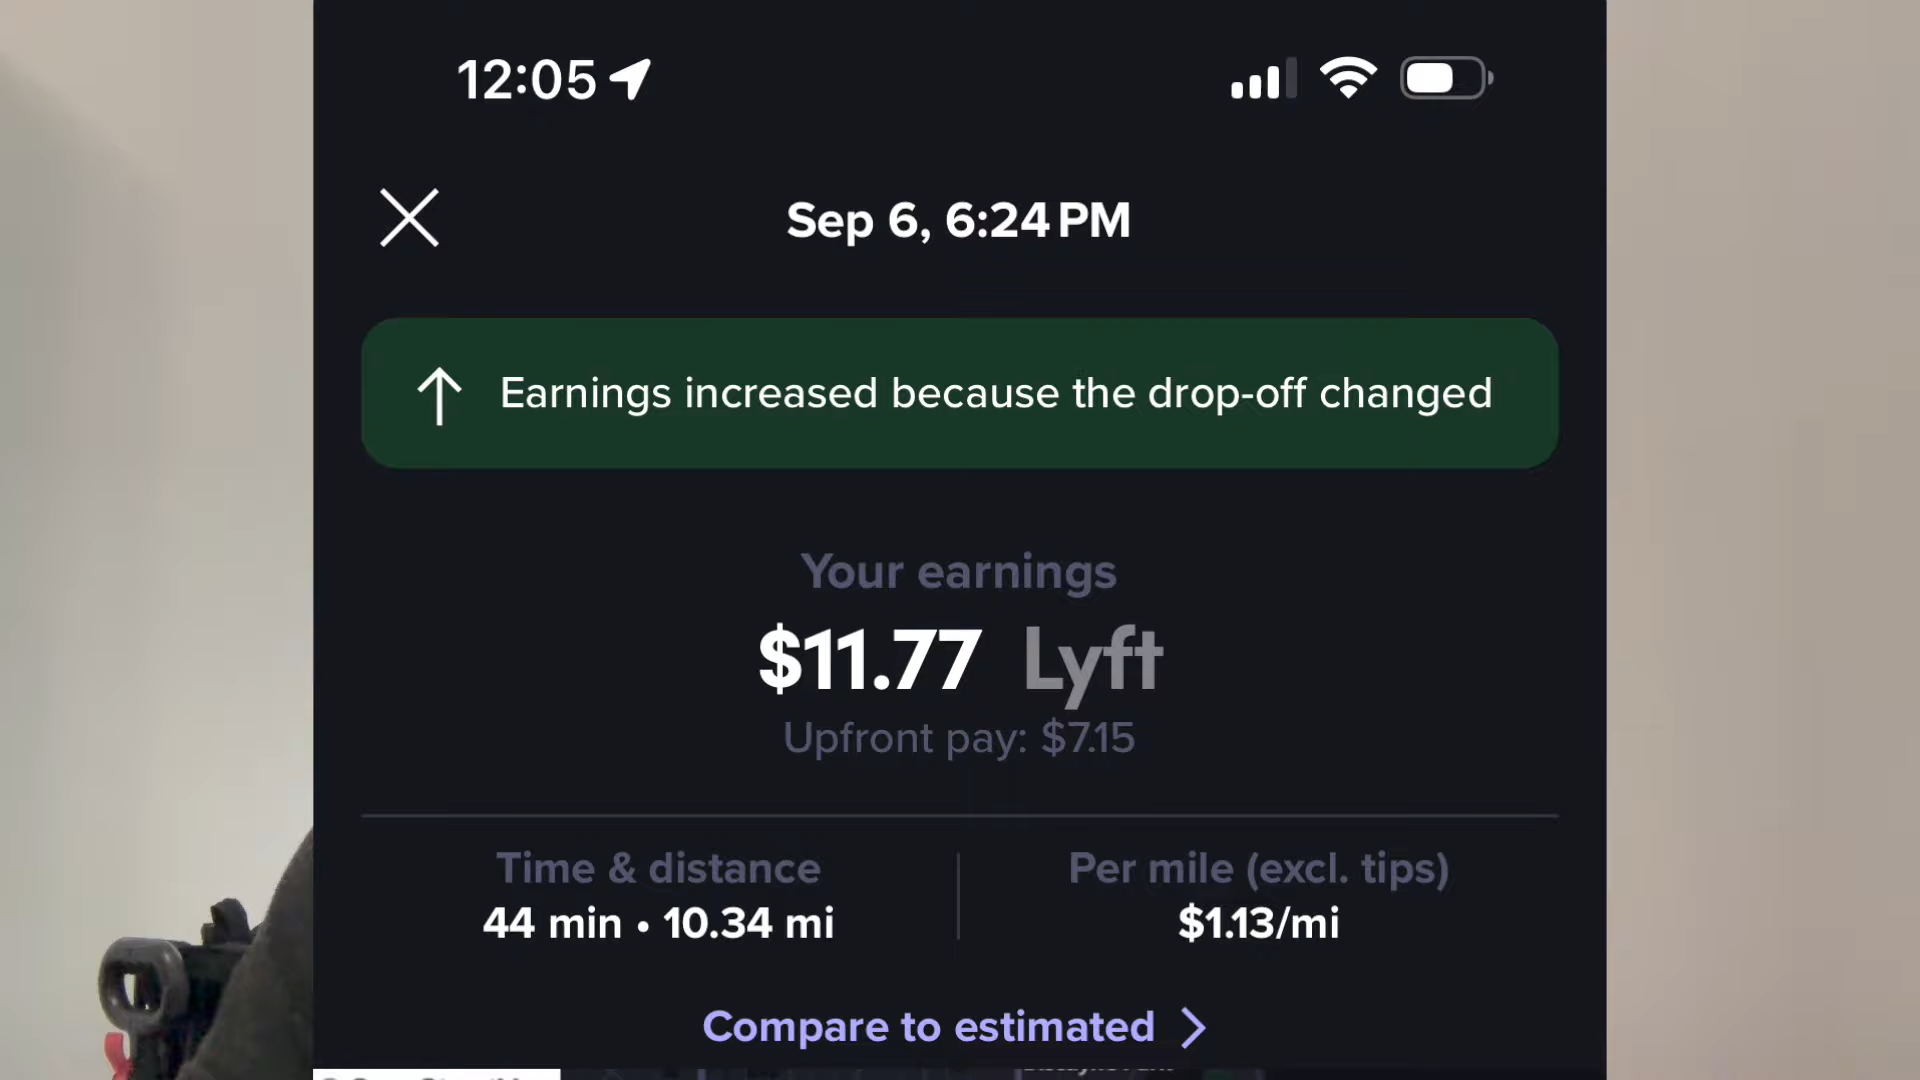 12:05
Sep 6, 6:24 PM
Earnings increased because the drop-off changed
Your earnings
$11.77 Lyft
Upfront pay: $7.15
Time & distance
44 min • 10.34 mi
Per mile (excl. tips)
$1.13/mi
Compare to estimated